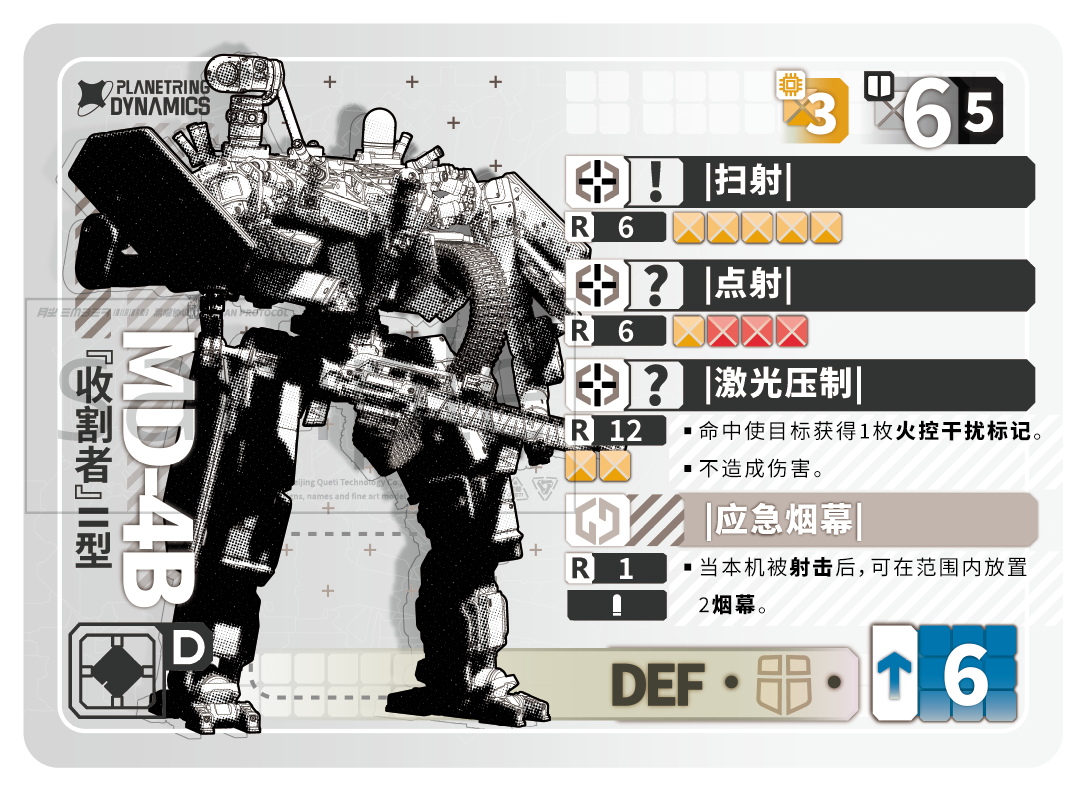 PLANETRING
DYNAMICS
3
6
5
! |扫射|
R 6
? |点射|
R 6
? |激光压制|
R 12
命中使目标获得1枚火控干扰标记。
不造成伤害。
|应急烟幕|
R 1
当本机被射击后，可在范围内放置
2烟幕。
MD-4B
『收割者』三型
D
DEF
6